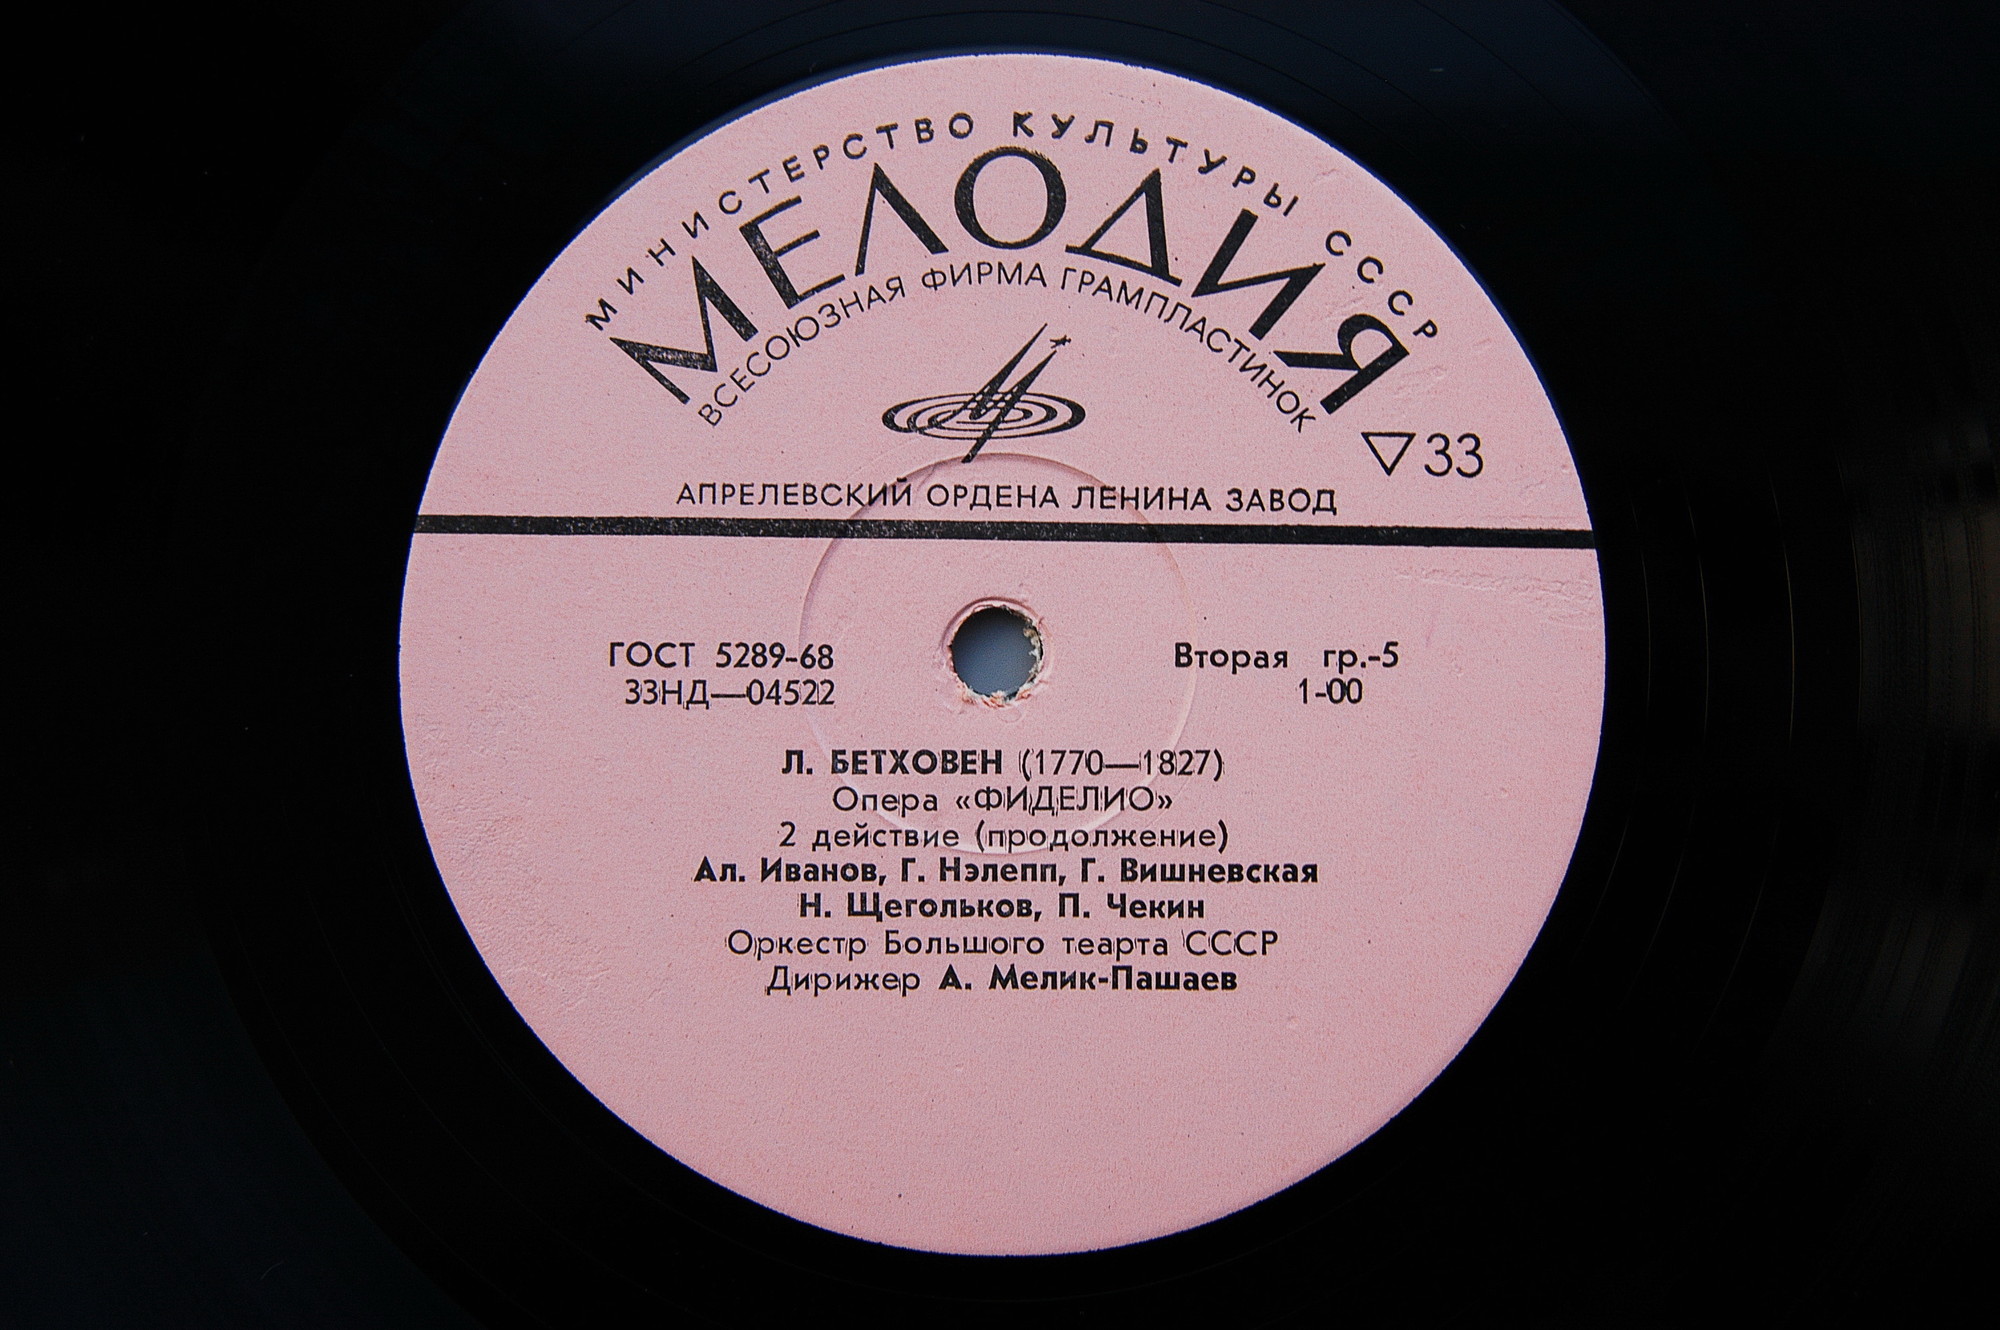 МИНИСТЕРСТВО КУЛЬТУРЫ СССР
МЕЛОДИЯ
ВСЕСОЮЗНАЯ ФИРМА ГРАМПЛАСТИНОК
33
АПРЕЛЕВСКИЙ ОРДЕНА ЛЕНИНА ЗАВОД
ГОСТ 5289-68 Вторая гр.-5
33НД—04522 1-00
Л. БЕТХОВЕН (1770—1827)
Опера «ФИДЕЛИО»
2 действие (продолжение)
Ал. Иванов, Г. Нэлепп, Г. Вишневская
Н. Щегольков, П. Чекин
Оркестр Большого теарта СССР
Дирижер А. Мелик-Пашаев